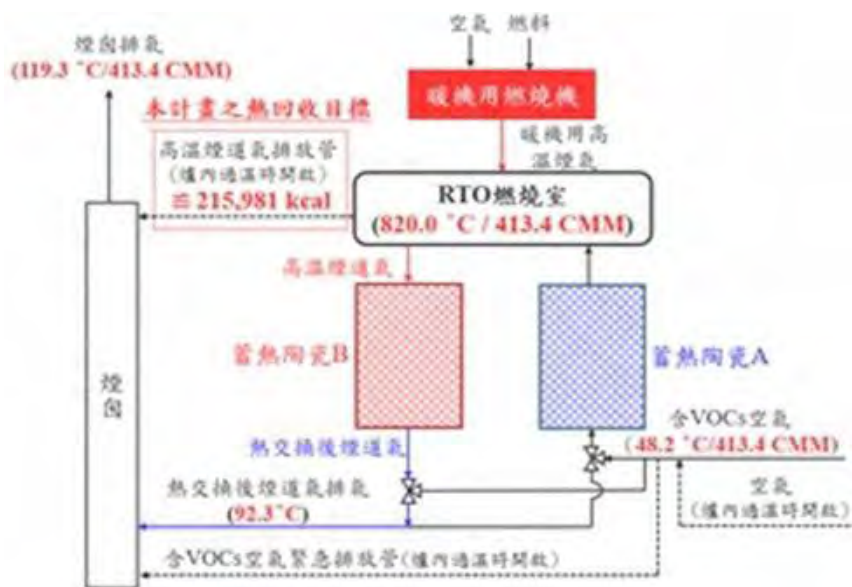 空氣 燃料
煙囪排氣
(119.3 ˚C/413.4 CMM)
暖機用燃燒機
本計畫之熱回收目標
暖機用高
溫煙氣
高溫煙道氣排放管
(爐內過溫時開啟)
≌ 215,981 kcal
RTO燃燒室
(820.0 ˚C / 413.4 CMM)
高溫煙道氣
蓄熱陶瓷B
蓄熱陶瓷A
煙囪
含VOCs空氣
(48.2 ˚C/413.4 CMM)
熱交換後煙道氣
熱交換後煙道氣排氣
(92.3˚C)
空氣
(爐內過溫時開啟)
含VOCs空氣緊急排放管(爐內過溫時開啟)